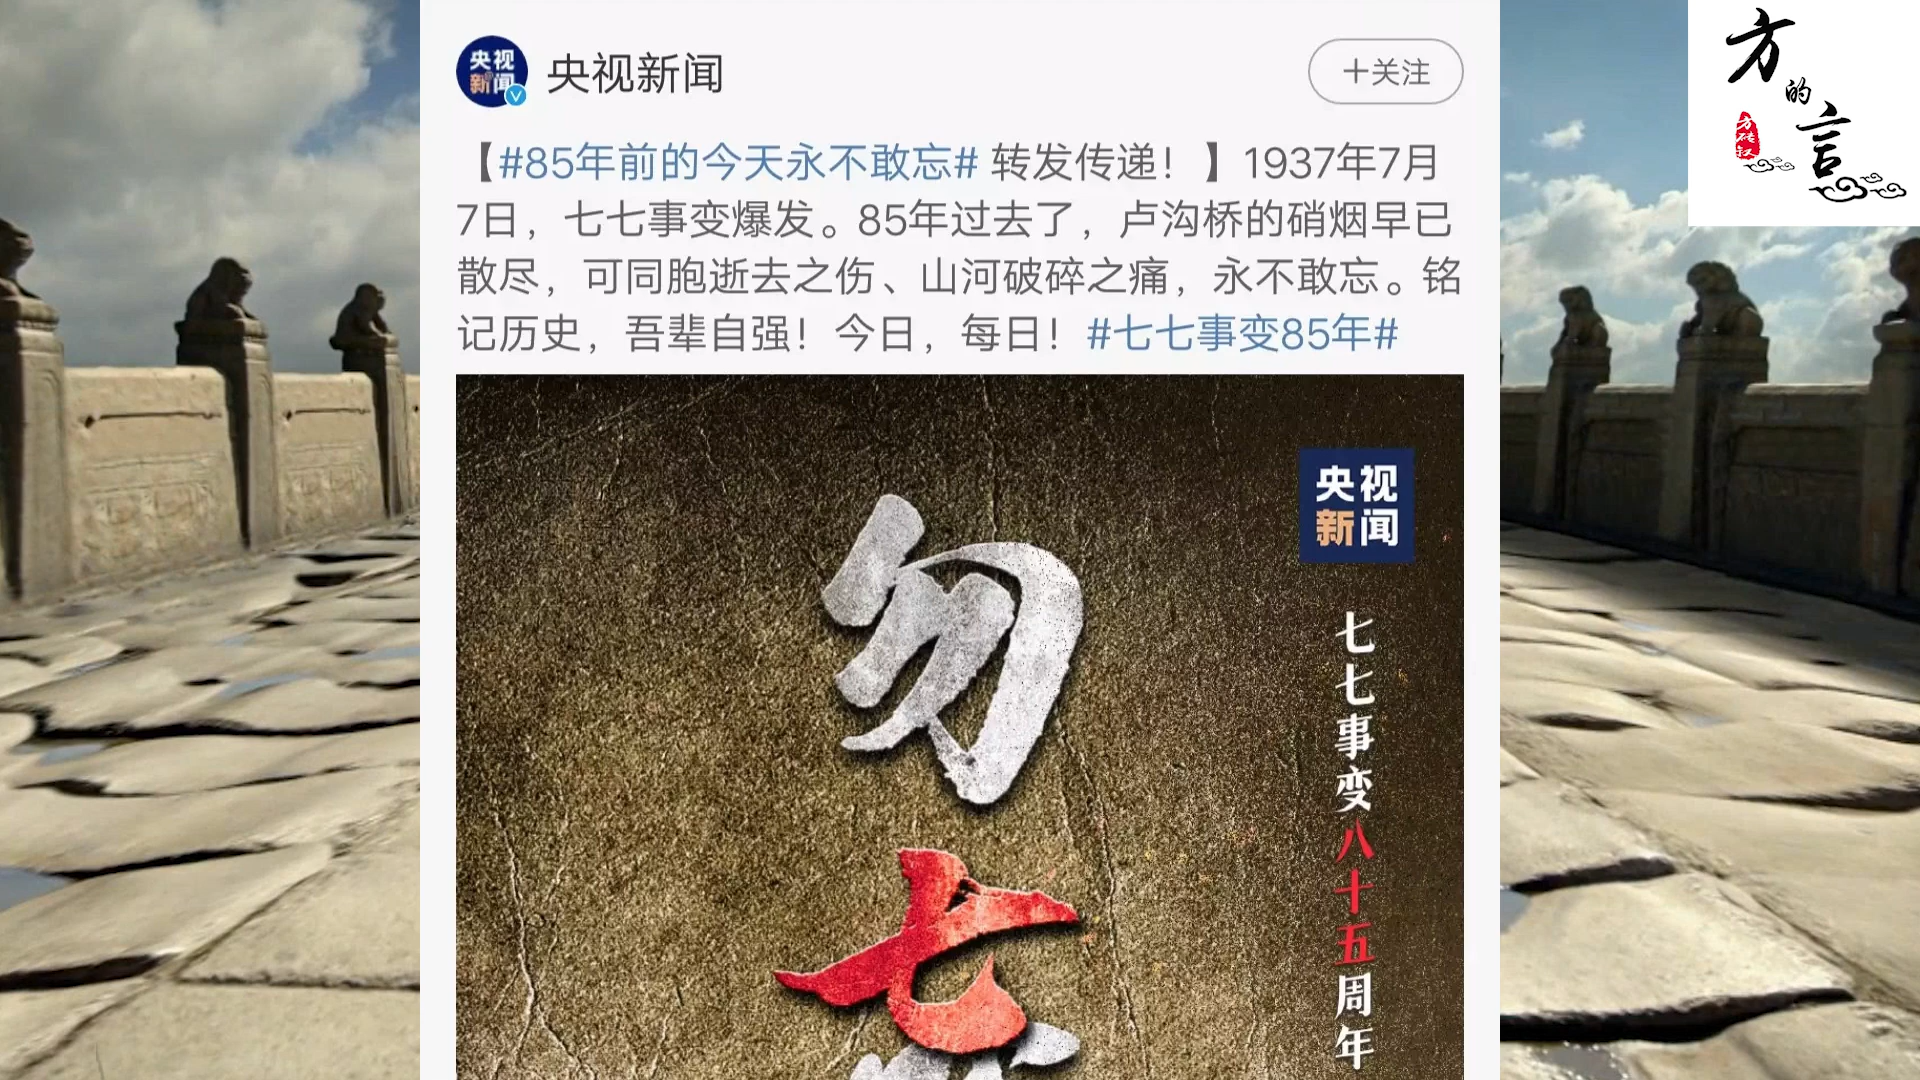 央视
新闻
央视新闻
+关注
方的言
方砖叙
【#85年前的今天永不敢忘# 转发传递！】1937年7月
7日，七七事变爆发。85年过去了，卢沟桥的硝烟早已
散尽，可同胞逝去之伤、山河破碎之痛，永不敢忘。铭
记历史，吾辈自强！今日，每日！#七七事变85年#
央视
新闻
勿
七
七七事变八十五周年